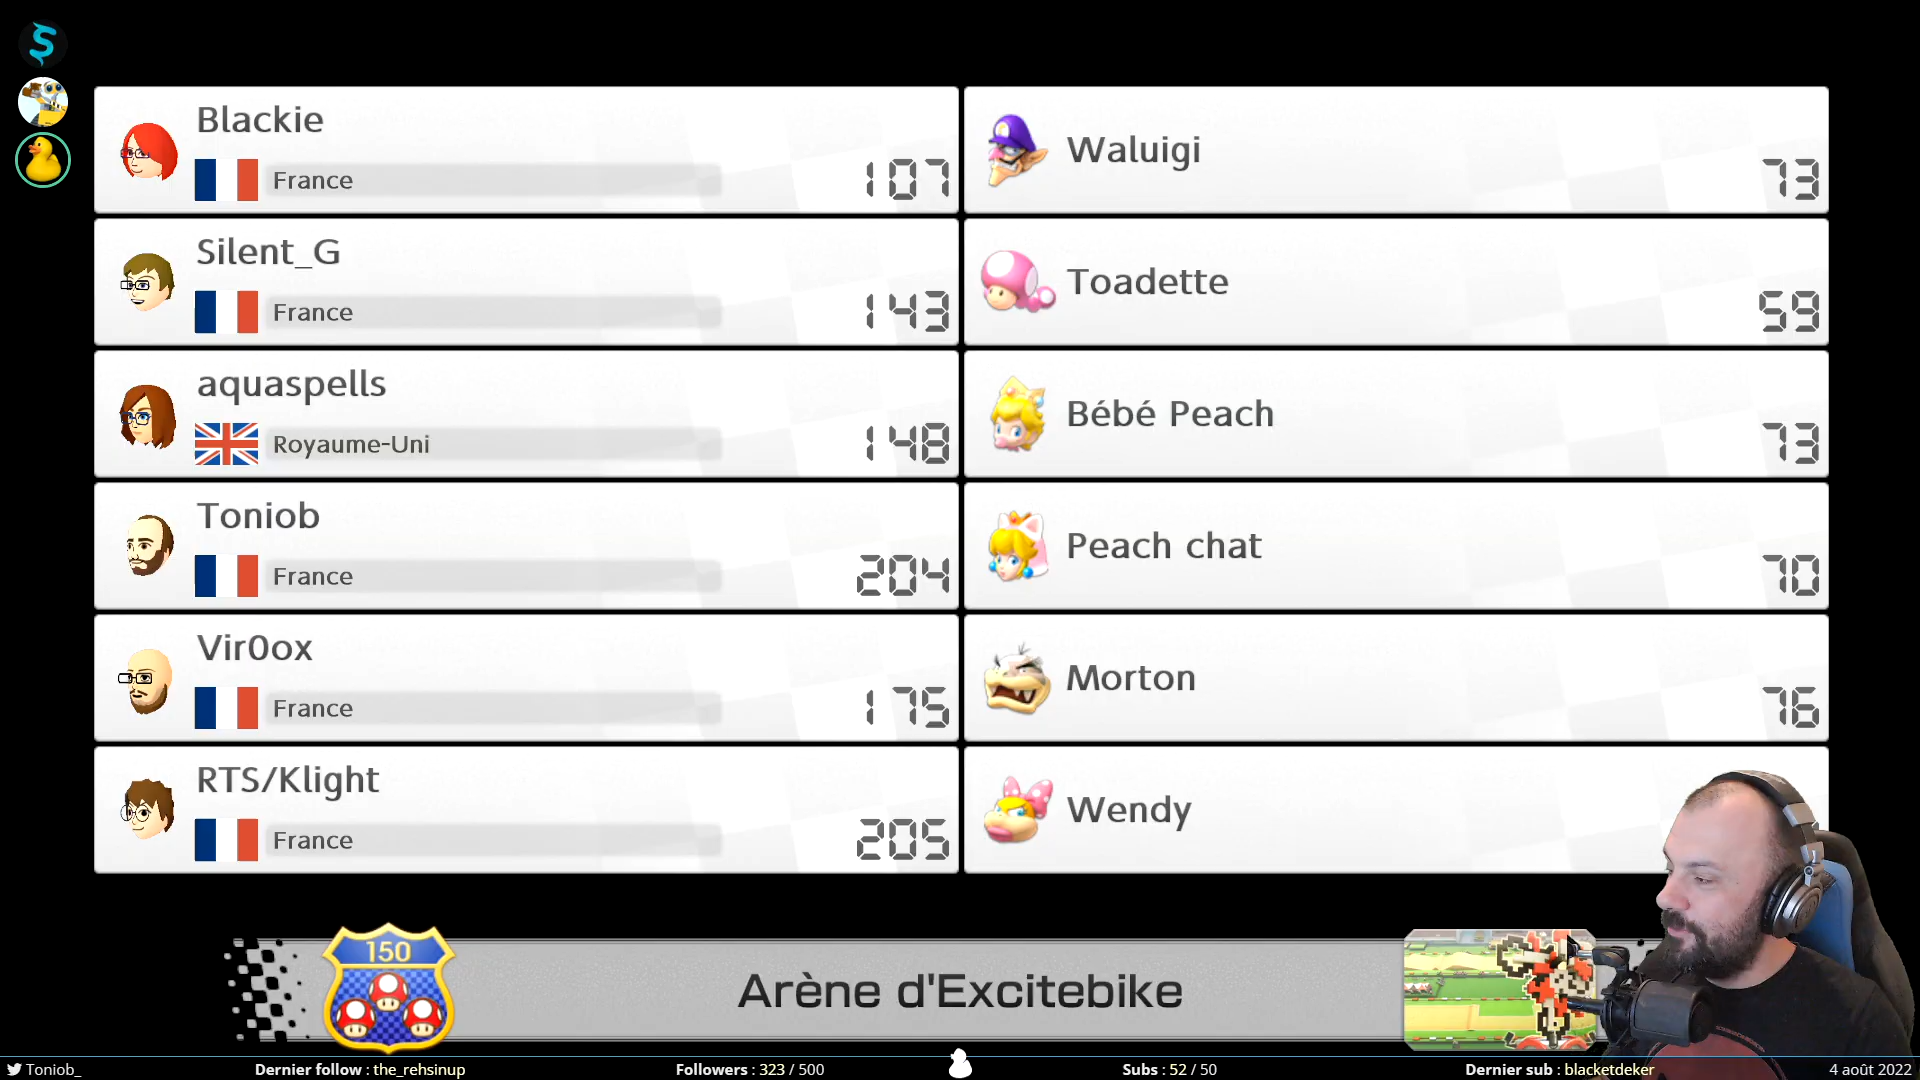 Blackie
France
107
Silent_G
France
143
aquaspells
Royaume-Uni
148
Toniob
France
204
Vir0ox
France
175
RTS/Klight
France
205
Waluigi
73
Toadette
59
Bébé Peach
73
Peach chat
70
Morton
76
Wendy
150
Arène d'Excitebike
Toniob_
Dernier follow : the_rehsinup
Followers : 323 / 500
Subs : 52 / 50
Dernier sub : blacketdeker
4 août 2022